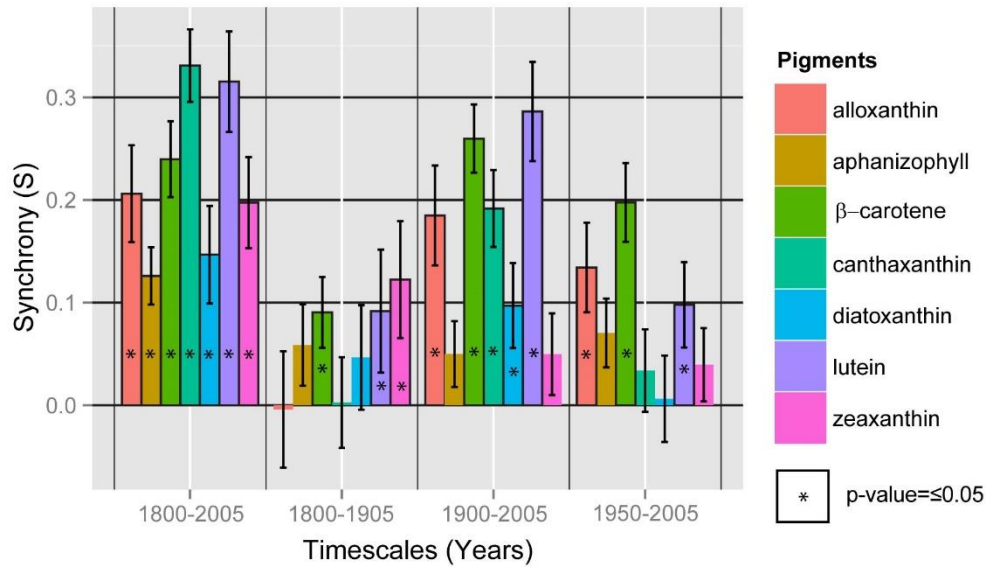 Synchrony (S)
0.3
0.2
0.1
0.0
* * * * * * *
* * *
* * * * *
* * *
1800-2005 1800-1905 1900-2005 1950-2005
Timescales (Years)
Pigments
alloxanthin
aphanizophyll
β−carotene
canthaxanthin
diatoxanthin
lutein
zeaxanthin
* p-value=≤0.05